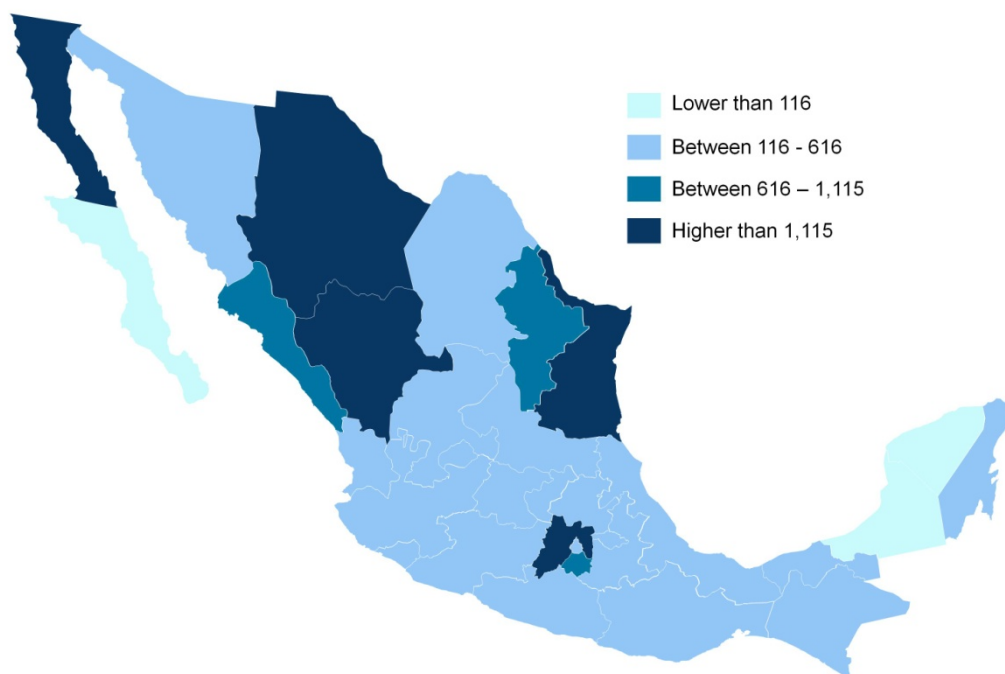 Lower than 116
Between 116 - 616
Between 616 – 1,115
Higher than 1,115